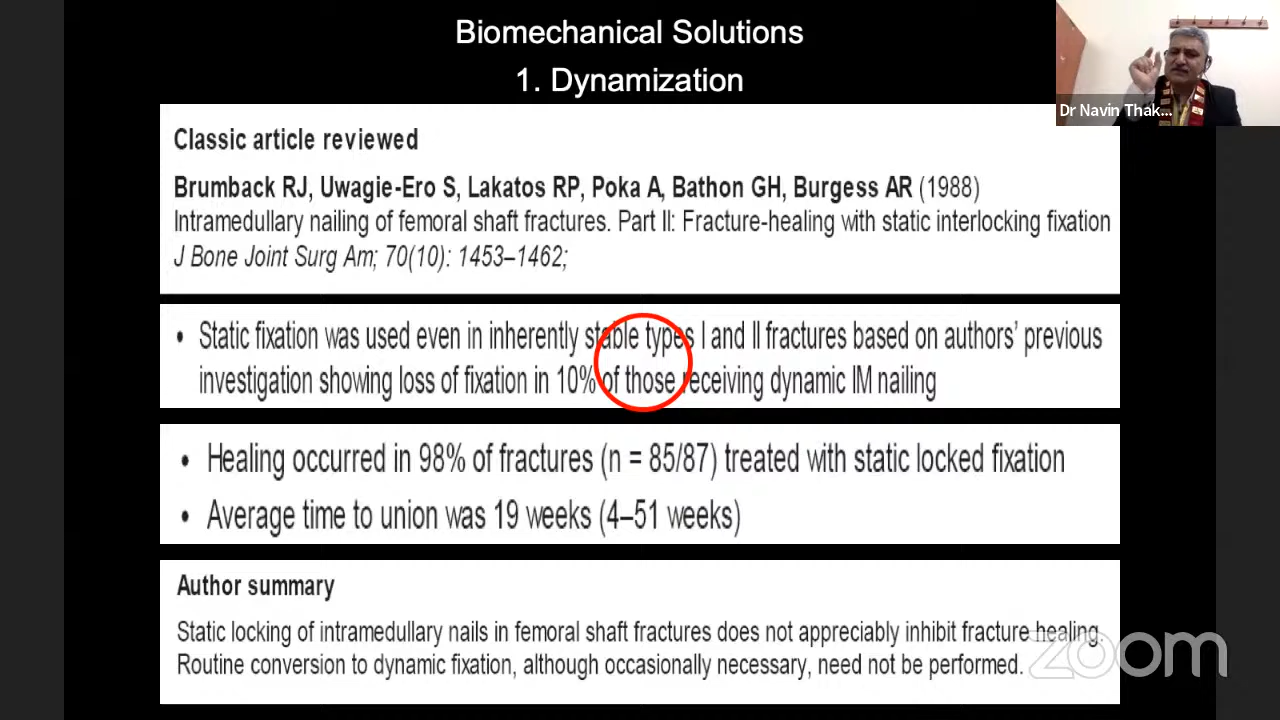 Biomechanical Solutions
1. Dynamization
Dr Navin Thak...
Classic article reviewed
Brumback RJ, Uwagie-Ero S, Lakatos RP, Poka A, Bathon GH, Burgess AR (1988)
Intramedullary nailing of femoral shaft fractures. Part II: Fracture-healing with static interlocking fixation
J Bone Joint Surg Am; 70(10): 1453–1462;
• Static fixation was used even in inherently stable types I and II fractures based on authors’ previous
investigation showing loss of fixation in 10% of those receiving dynamic IM nailing
• Healing occurred in 98% of fractures (n = 85/87) treated with static locked fixation
• Average time to union was 19 weeks (4–51 weeks)
Author summary
Static locking of intramedullary nails in femoral shaft fractures does not appreciably inhibit fracture healing.
Routine conversion to dynamic fixation, although occasionally necessary, need not be performed.
zoom